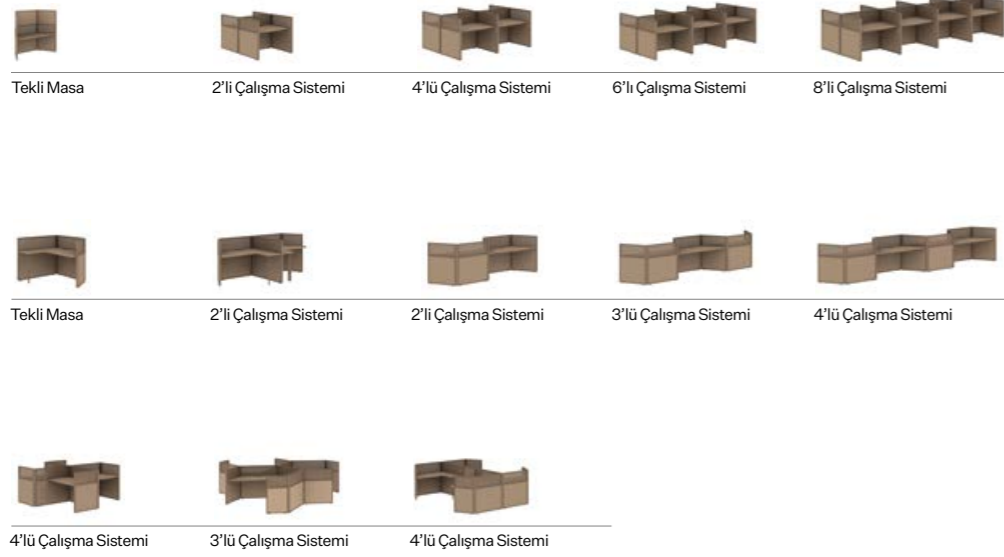 Tekli Masa
2’li Çalışma Sistemi
4’lü Çalışma Sistemi
6’lı Çalışma Sistemi
8’li Çalışma Sistemi
Tekli Masa
2’li Çalışma Sistemi
2’li Çalışma Sistemi
3’lü Çalışma Sistemi
4’lü Çalışma Sistemi
4’lü Çalışma Sistemi
3’lü Çalışma Sistemi
4’lü Çalışma Sistemi